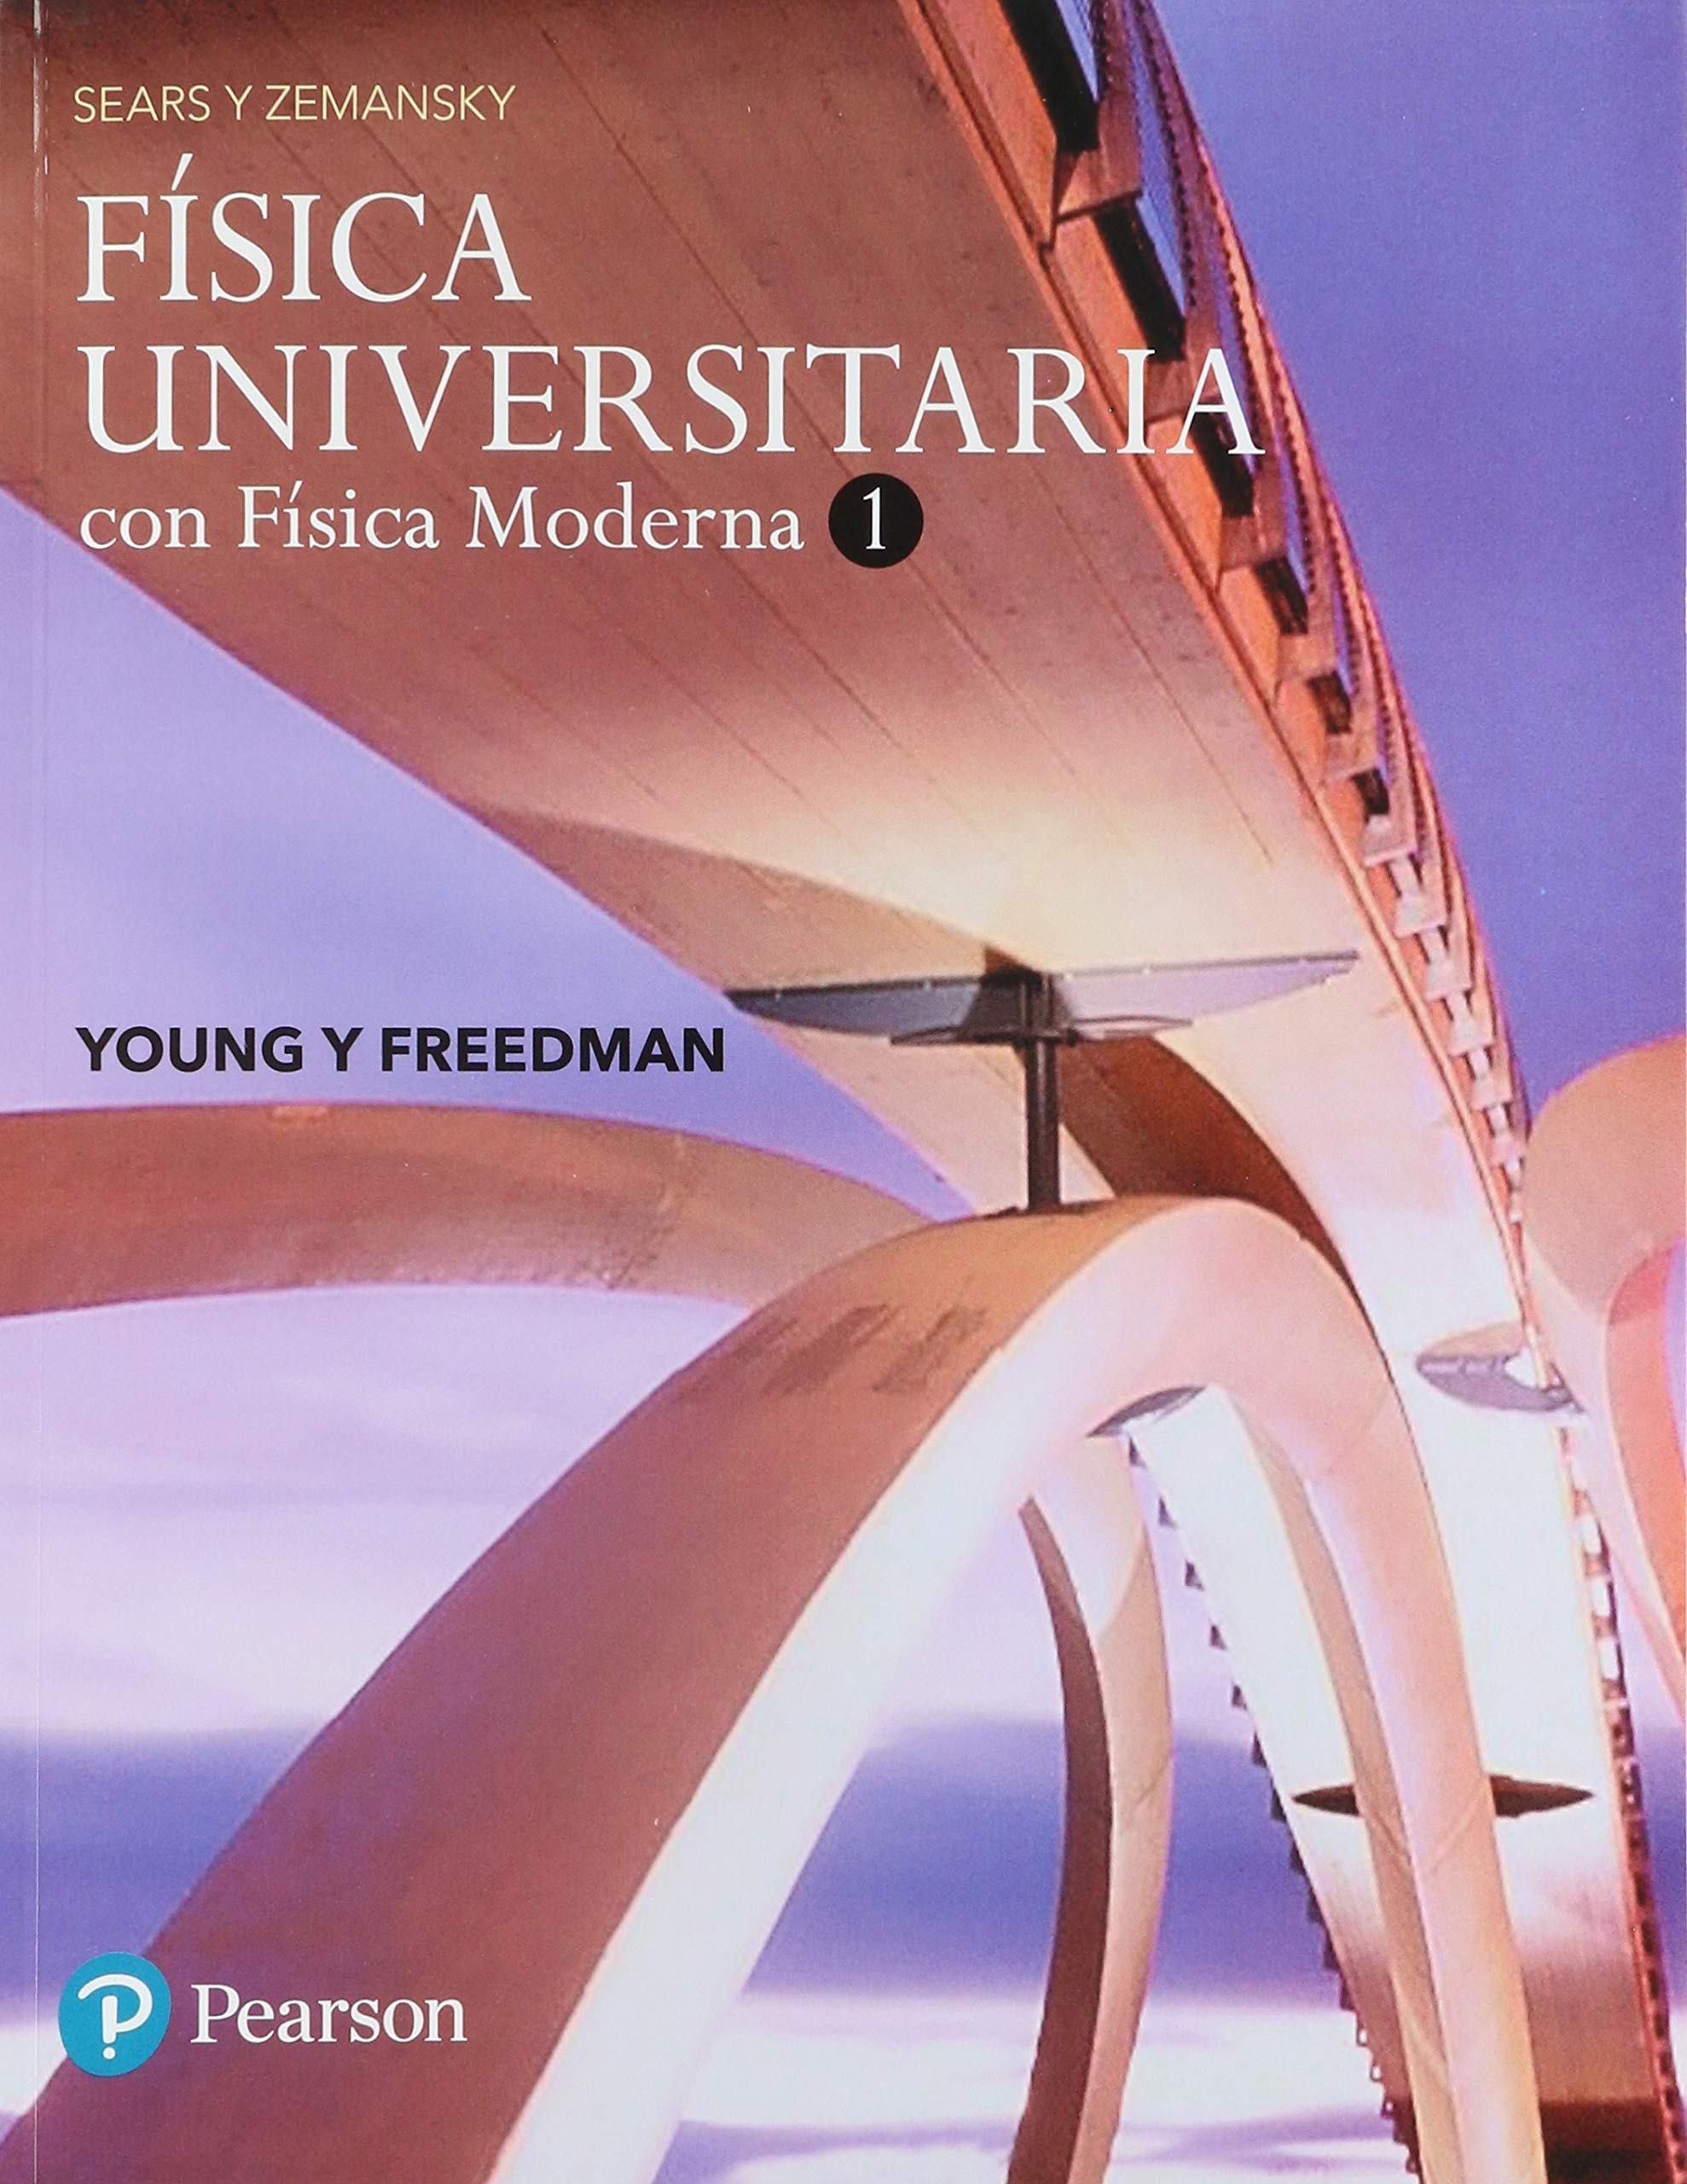 SEARS Y ZEMANSKY
FÍSICA
UNIVERSITARIA
con Física Moderna 1
YOUNG Y FREEDMAN
Pearson